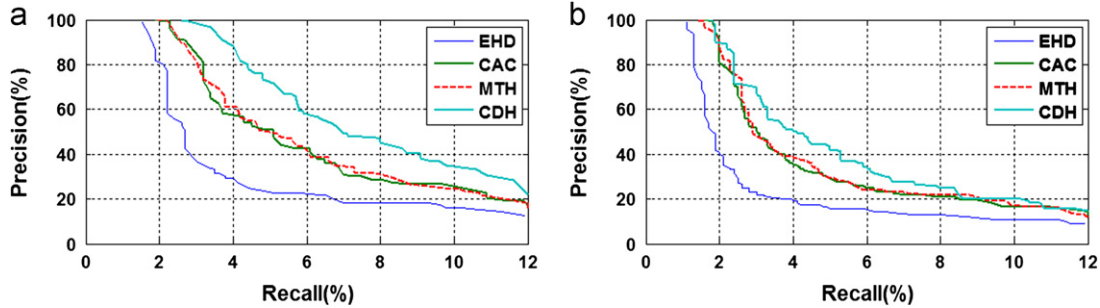 a
Precision(%)
100
80
60
40
20
0
EHD
CAC
MTH
CDH
0 2 4 6 8 10 12
Recall(%)
b
Precision(%)
100
80
60
40
20
0
EHD
CAC
MTH
CDH
0 2 4 6 8 10 12
Recall(%)